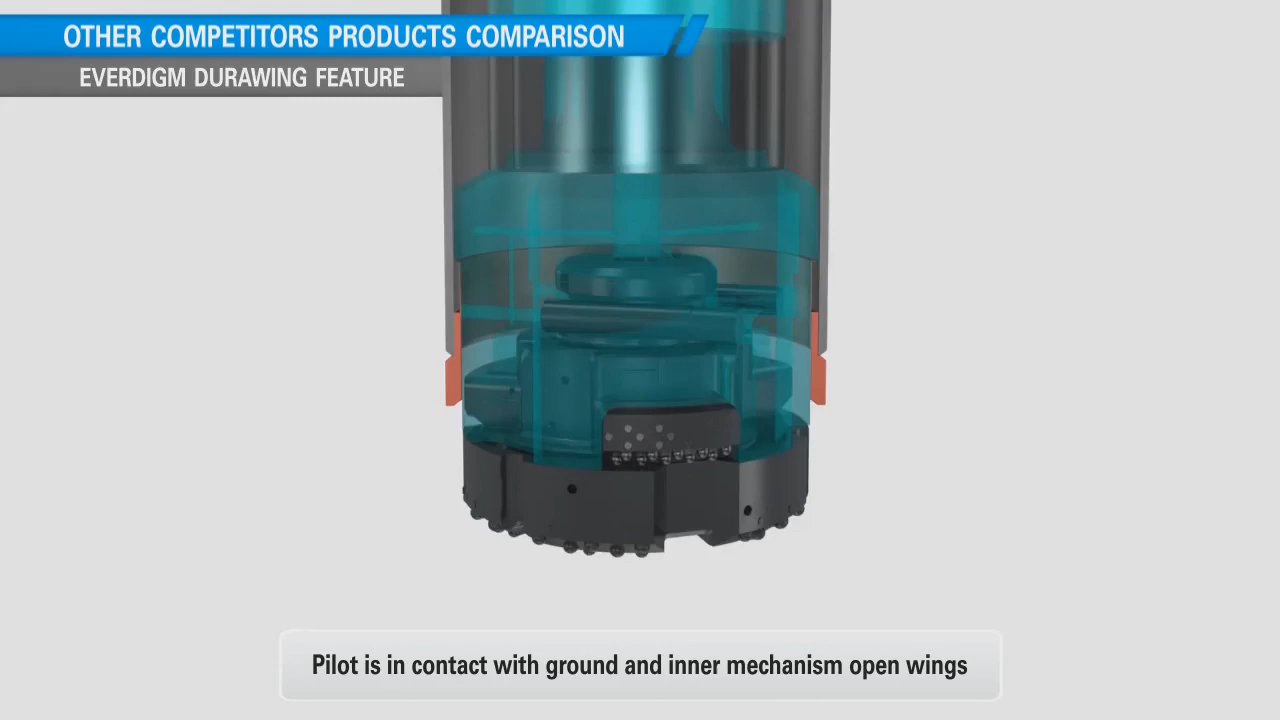 OTHER COMPETITORS PRODUCTS COMPARISON
EVERDIGM DURAWING FEATURE
Pilot is in contact with ground and inner mechanism open wings